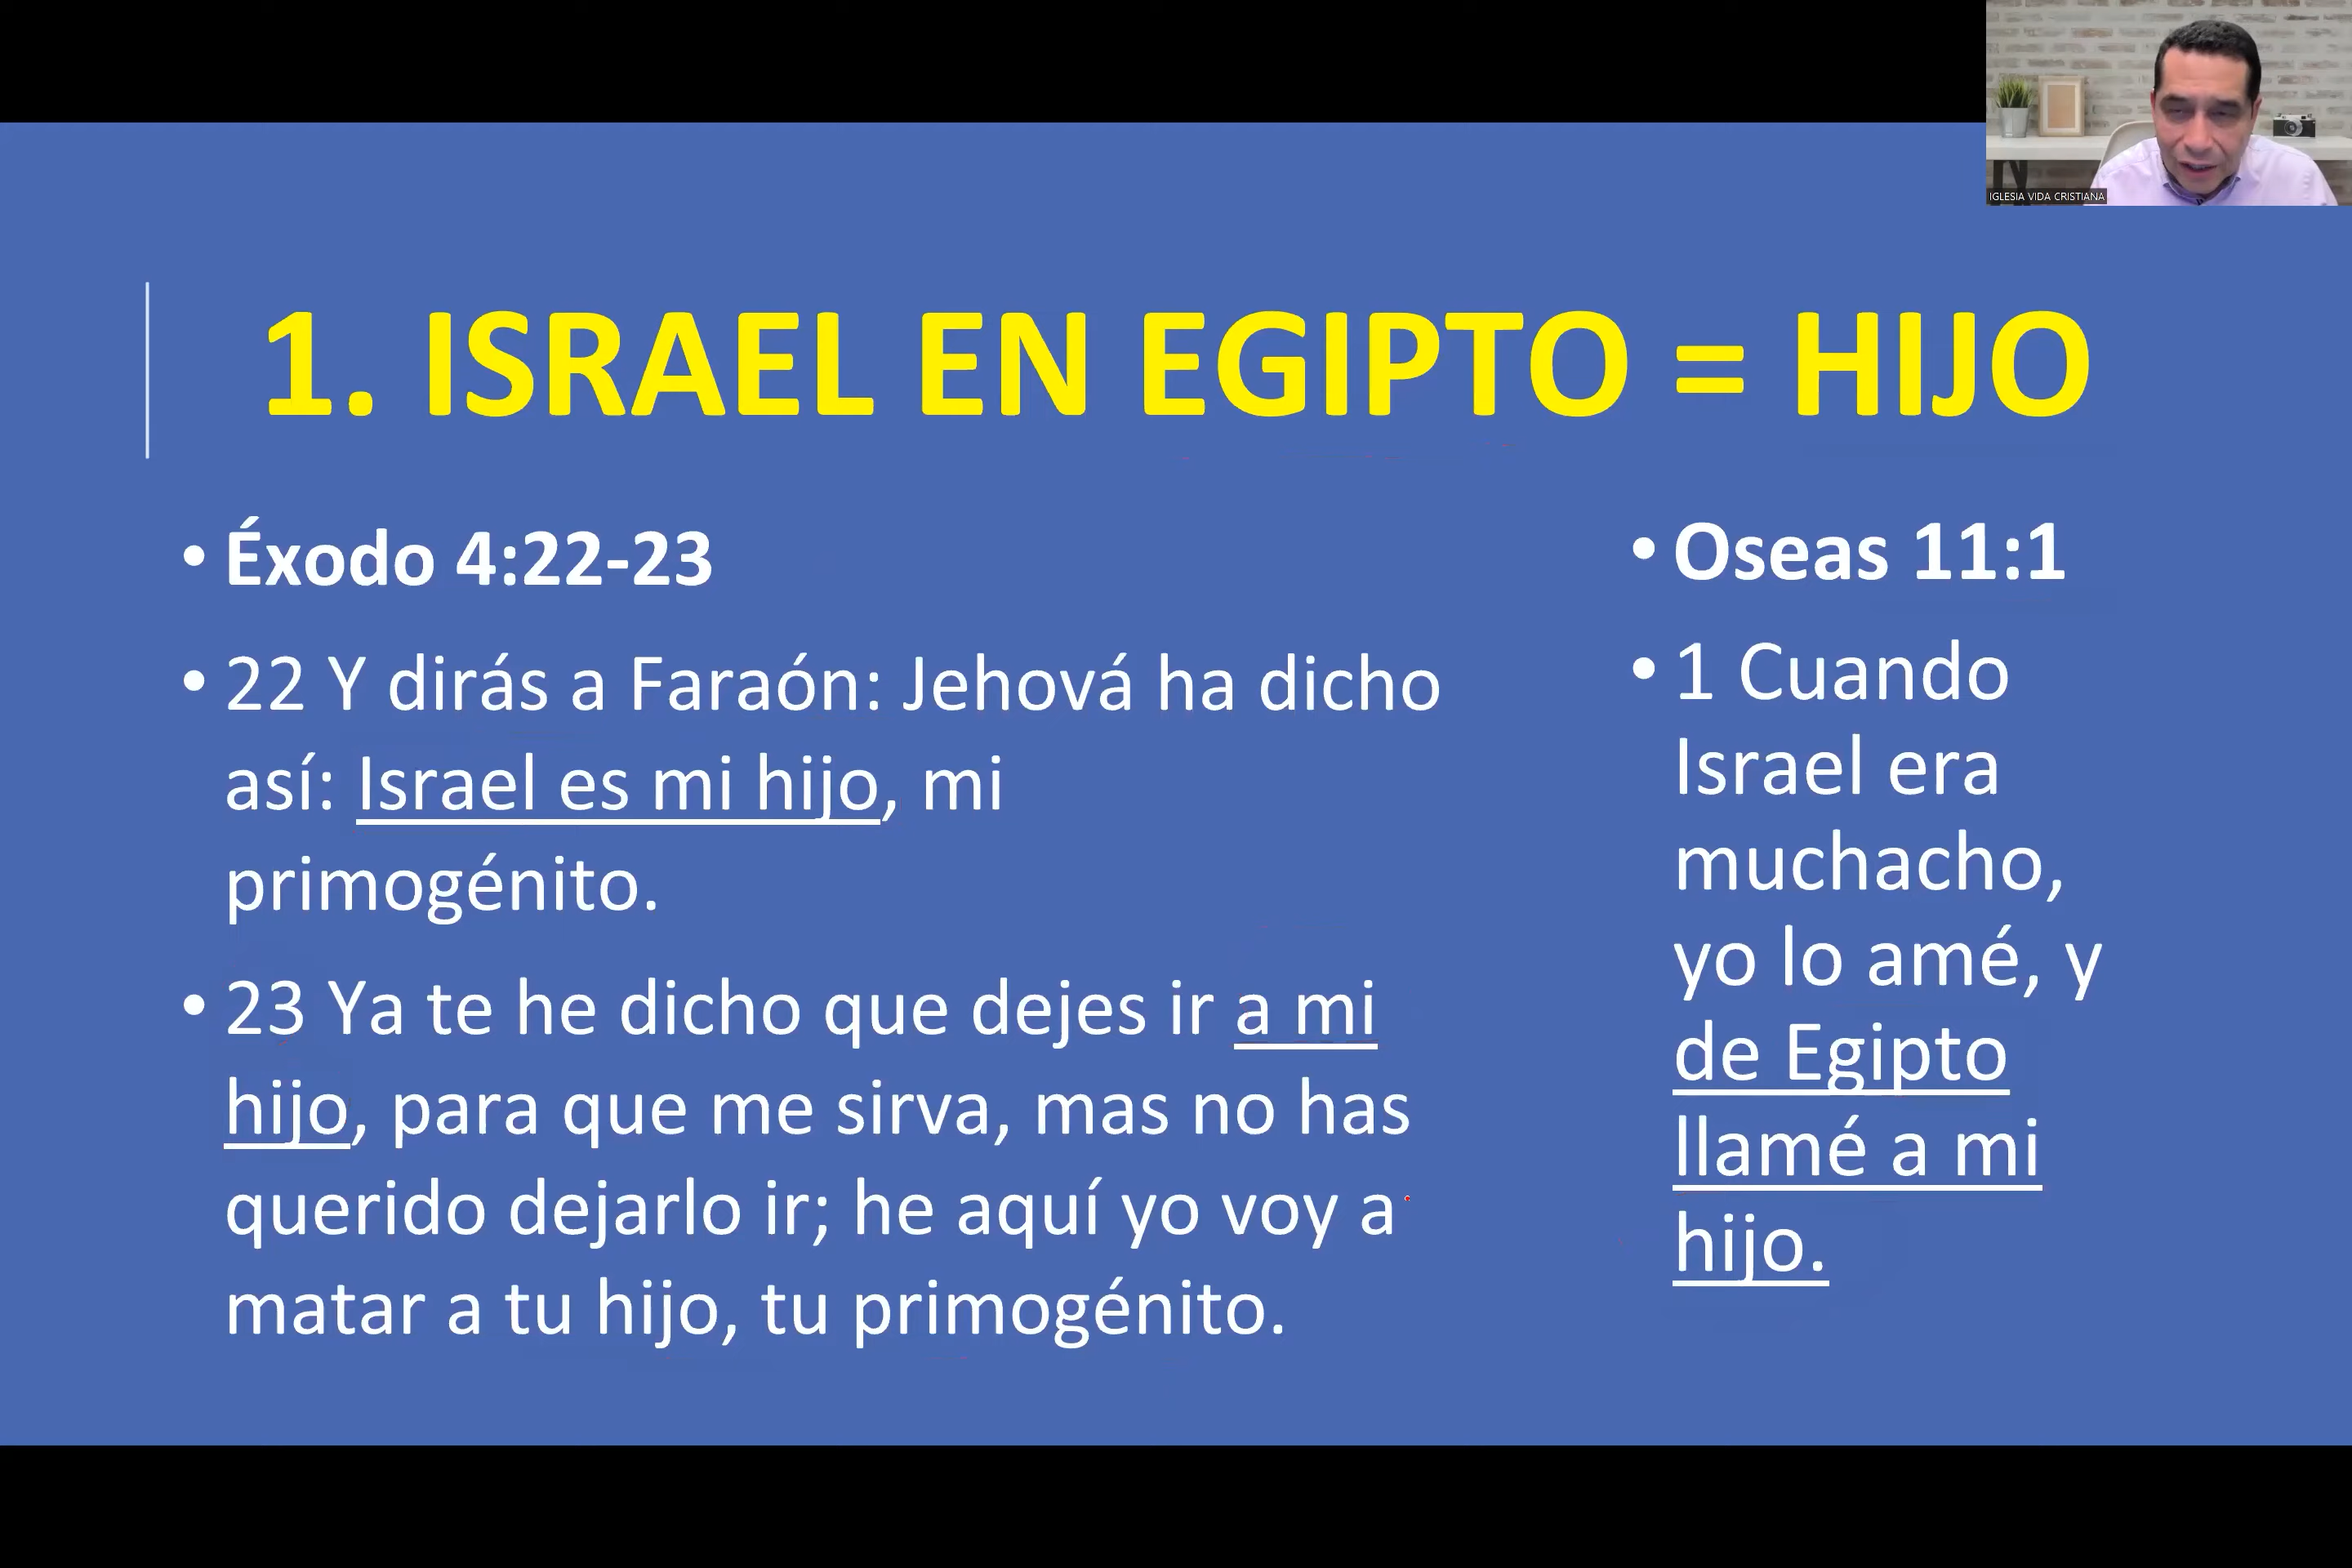 IGLESIA VIDA CRISTIANA
1. ISRAEL EN EGIPTO = HIJO
• Éxodo 4:22-23
• 22 Y dirás a Faraón: Jehová ha dicho
así: Israel es mi hijo, mi
primogénito.
• 23 Ya te he dicho que dejes ir a mi
hijo, para que me sirva, mas no has
querido dejarlo ir; he aquí yo voy a
matar a tu hijo, tu primogénito.
• Oseas 11:1
• 1 Cuando
Israel era
muchacho,
yo lo amé, y
de Egipto
llamé a mi
hijo.